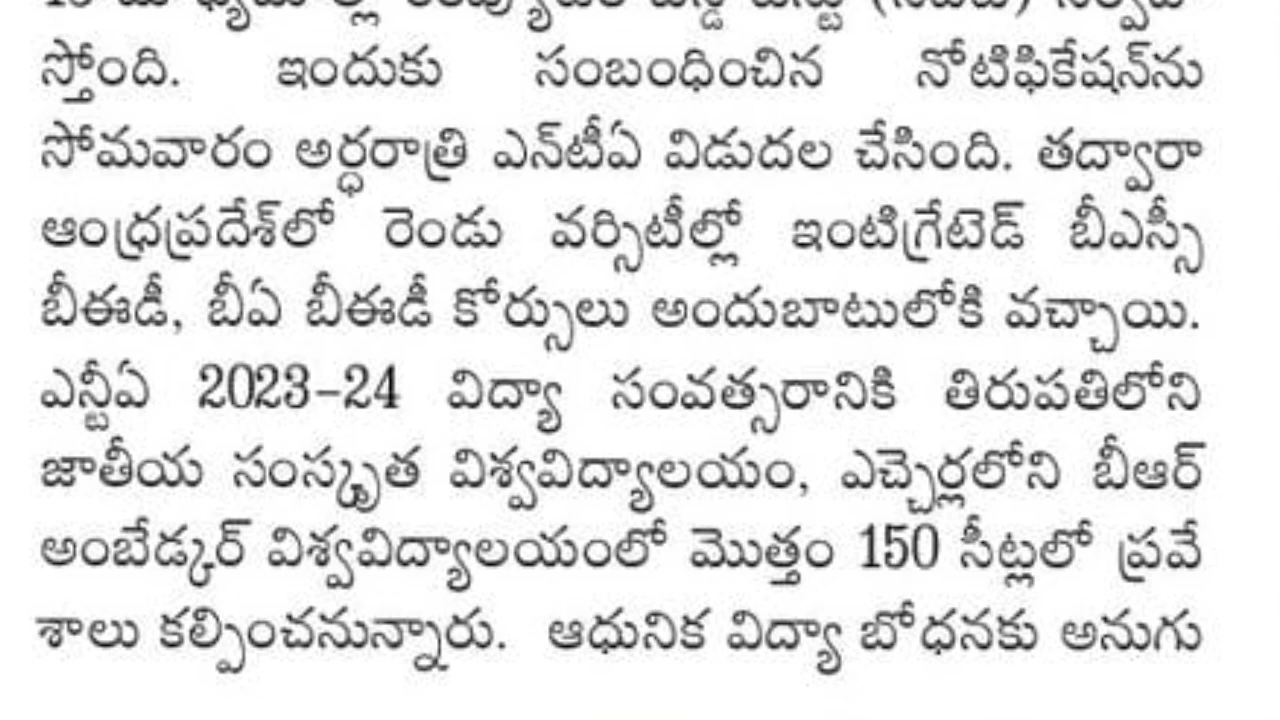 స్తోంది. ఇందుకు సంబంధించిన నోటిఫికేషన్‌ను
సోమవారం అర్ధరాత్రి ఎన్‌టీఏ విడుదల చేసింది. తద్వారా
ఆంధ్రప్రదేశ్‌లో రెండు వర్సిటీల్లో ఇంటిగ్రేటెడ్ బీఎస్సీ
బీఈడీ, బీఏ బీఈడీ కోర్సులు అందుబాటులోకి వచ్చాయి.
ఎన్టీఏ 2023-24 విద్యా సంవత్సరానికి తిరుపతిలోని
జాతీయ సంస్కృత విశ్వవిద్యాలయం, ఎచ్చెర్లలోని బీఆర్
అంబేడ్కర్ విశ్వవిద్యాలయంలో మొత్తం 150 సీట్లలో ప్రవే
శాలు కల్పించనున్నారు. ఆధునిక విద్యా బోధనకు అనుగు